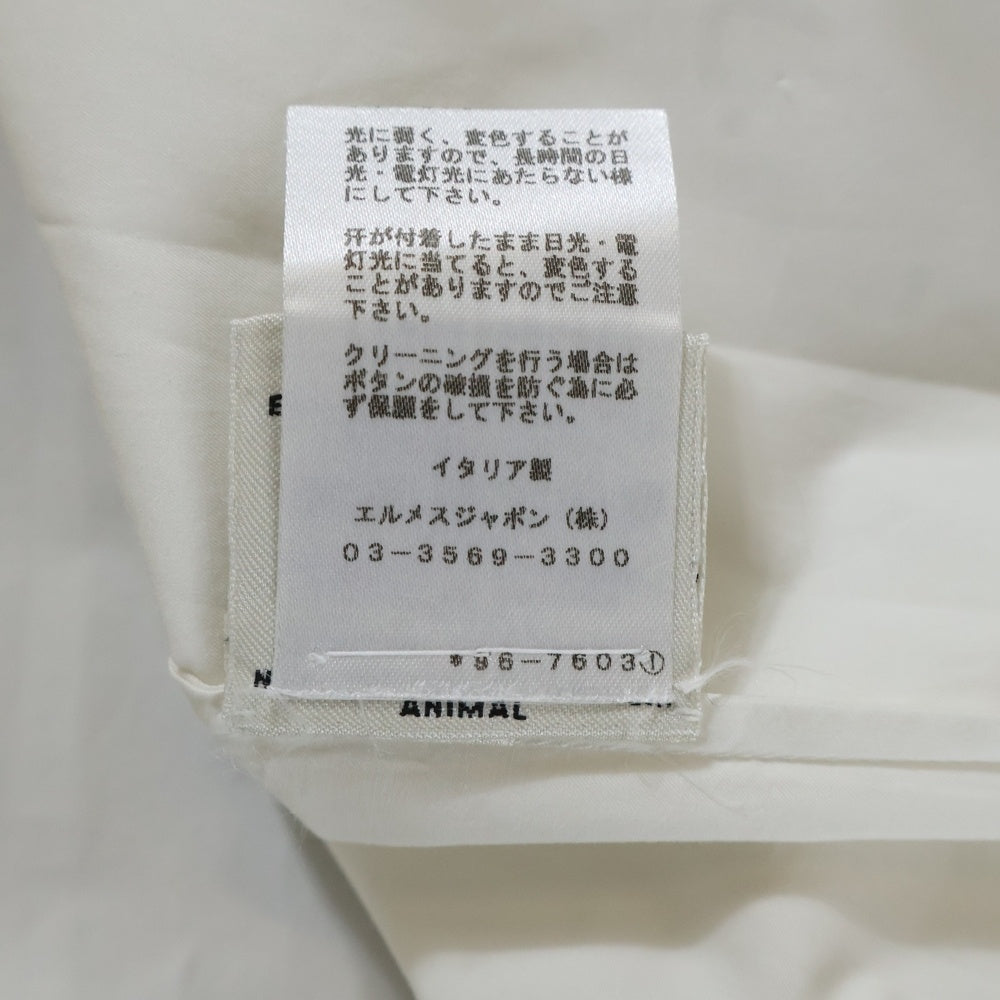 光に弱く、変色することが
ありますので、長時間の日
光・電灯光にあたらない様
にして下さい。
汗が付着したまま日光・電
灯光に当てると、変色する
ことがありますのでご注意
下さい。
クリーニングを行う場合は
ボタンの破損を防ぐ為に必
ず保護をして下さい。
イタリア製
エルメスジャポン（株）
03－3569－3300
*96－7603①
ANIMAL